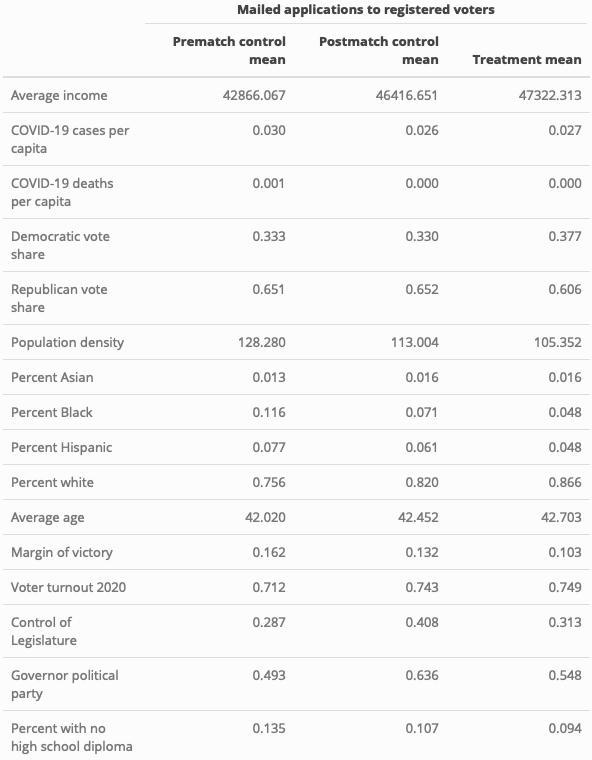 Mailed applications to registered voters
Prematch control mean Postmatch control mean Treatment mean
Average income 42866.067 46416.651 47322.313
COVID-19 cases per capita 0.030 0.026 0.027
COVID-19 deaths per capita 0.001 0.000 0.000
Democratic vote share 0.333 0.330 0.377
Republican vote share 0.651 0.652 0.606
Population density 128.280 113.004 105.352
Percent Asian 0.013 0.016 0.016
Percent Black 0.116 0.071 0.048
Percent Hispanic 0.077 0.061 0.048
Percent white 0.756 0.820 0.866
Average age 42.020 42.452 42.703
Margin of victory 0.162 0.132 0.103
Voter turnout 2020 0.712 0.743 0.749
Control of Legislature 0.287 0.408 0.313
Governor political party 0.493 0.636 0.548
Percent with no high school diploma 0.135 0.107 0.094